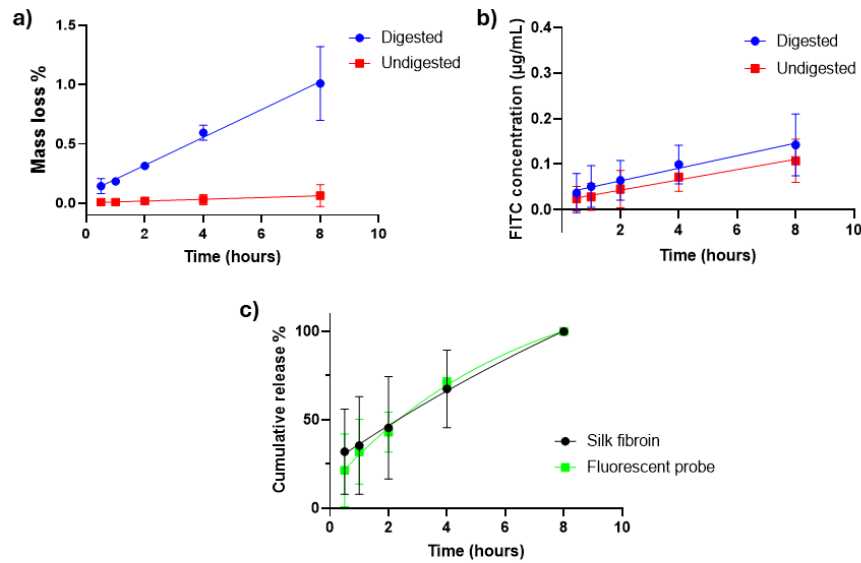 a)
Mass loss %
1.5
1.0
0.5
0.0
0 2 4 6 8 10
Time (hours)
Digested
Undigested
b)
FITC concentration (µg/mL)
0.4
0.3
0.2
0.1
0.0
2 4 6 8 10
Time (hours)
Digested
Undigested
c)
Cumulative release %
100
50
0
0 2 4 6 8 10
Time (hours)
Silk fibroin
Fluorescent probe